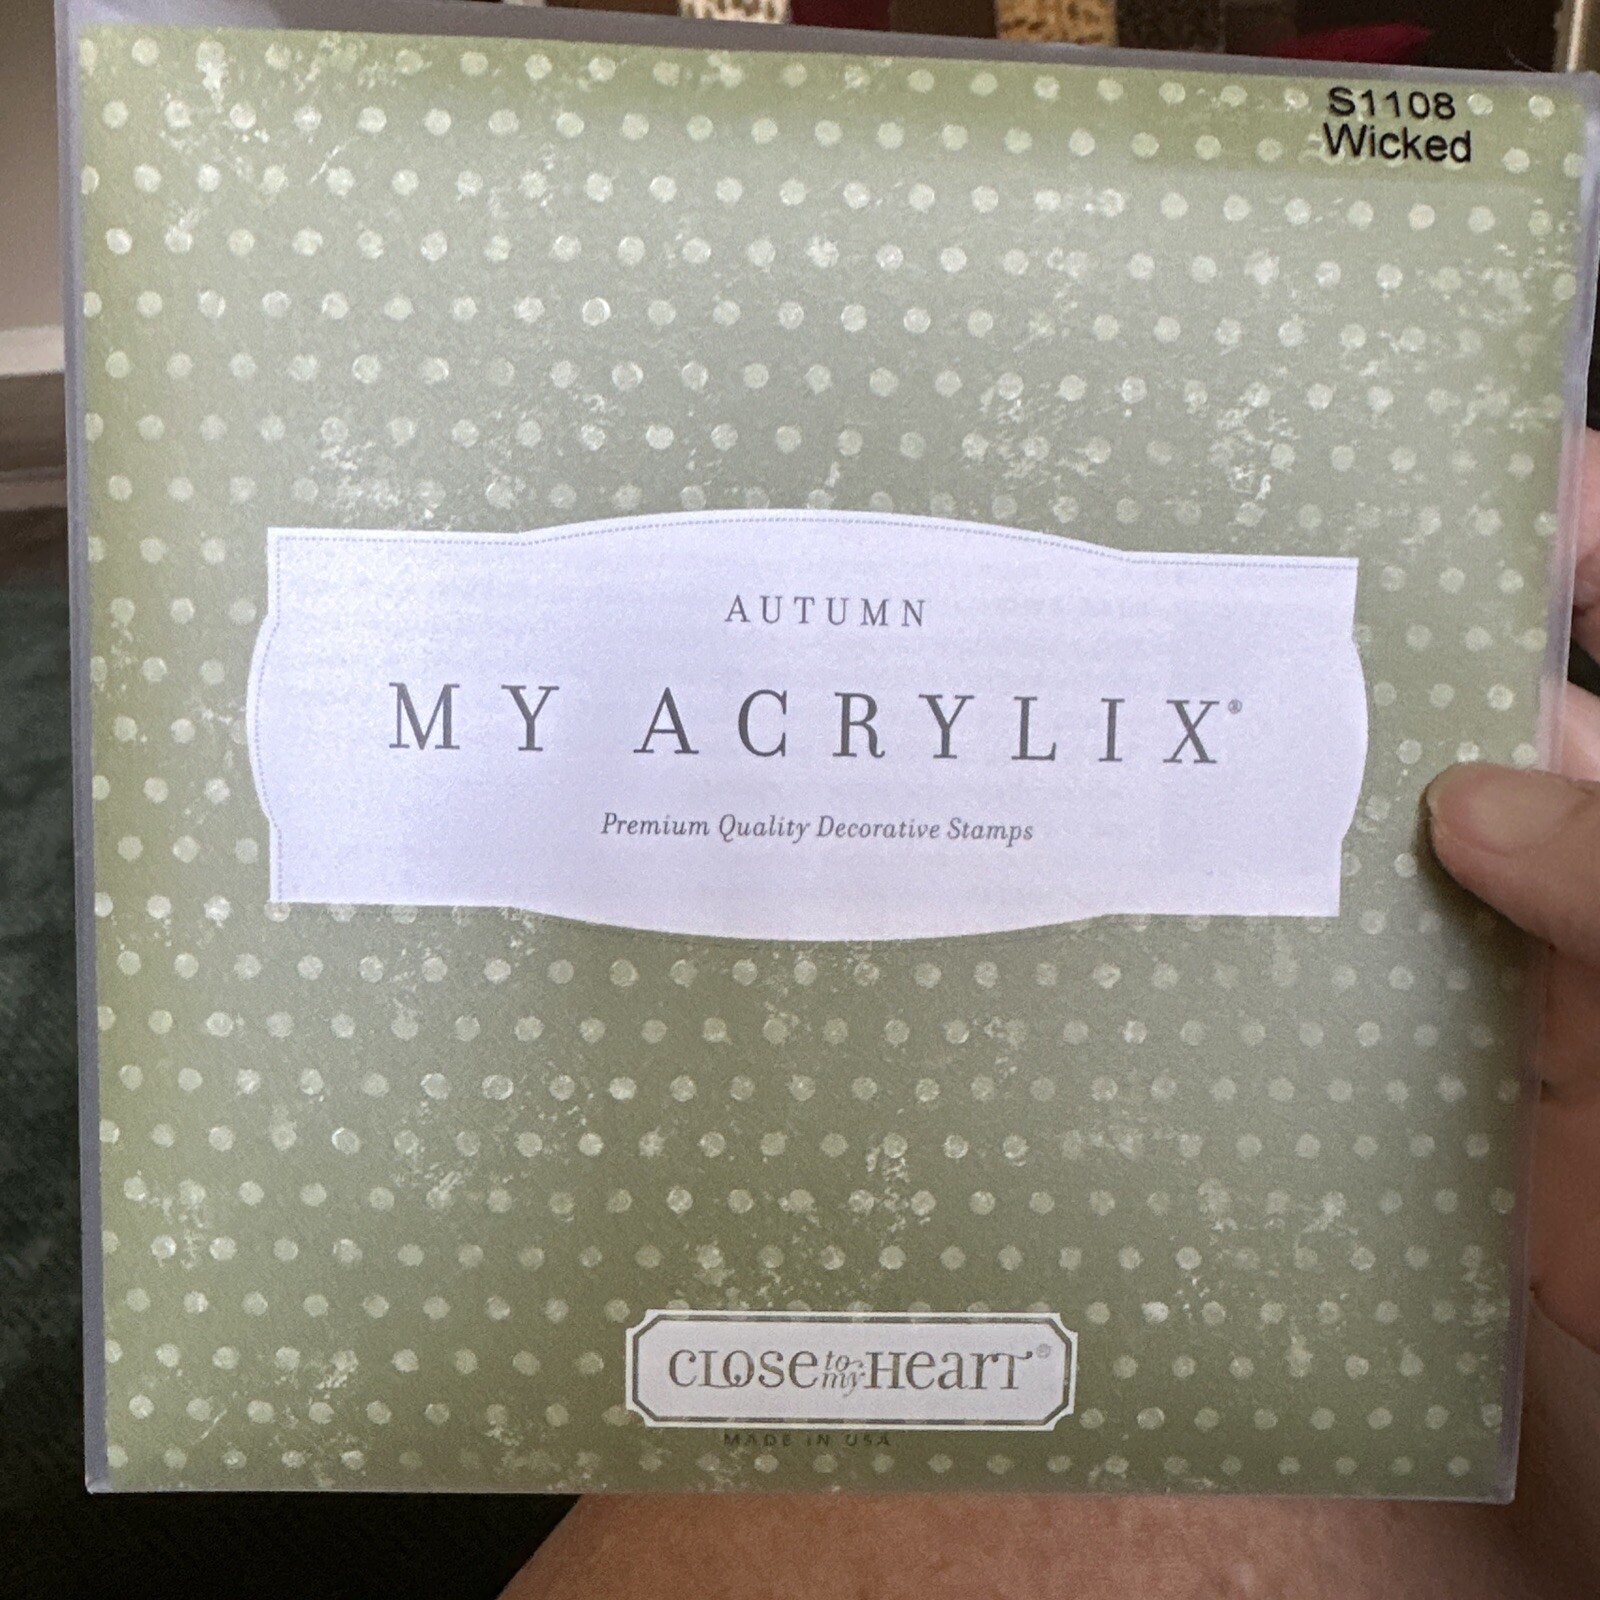 S1108
Wicked
AUTUMN
MY ACRYLIX®
Premium Quality Decorative Stamps
CLOSE to my HEART®
MADE IN USA